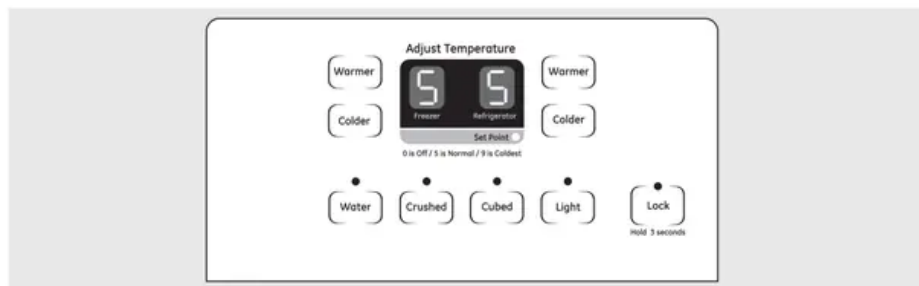 Adjust Temperature
Warmer
5 5
Warmer
Freezer Refrigerator
Colder
Colder
Set Point
0 is Off / 5 is Normal / 9 is Coldest
Water Crushed Cubed Light Lock
Hold 3 seconds